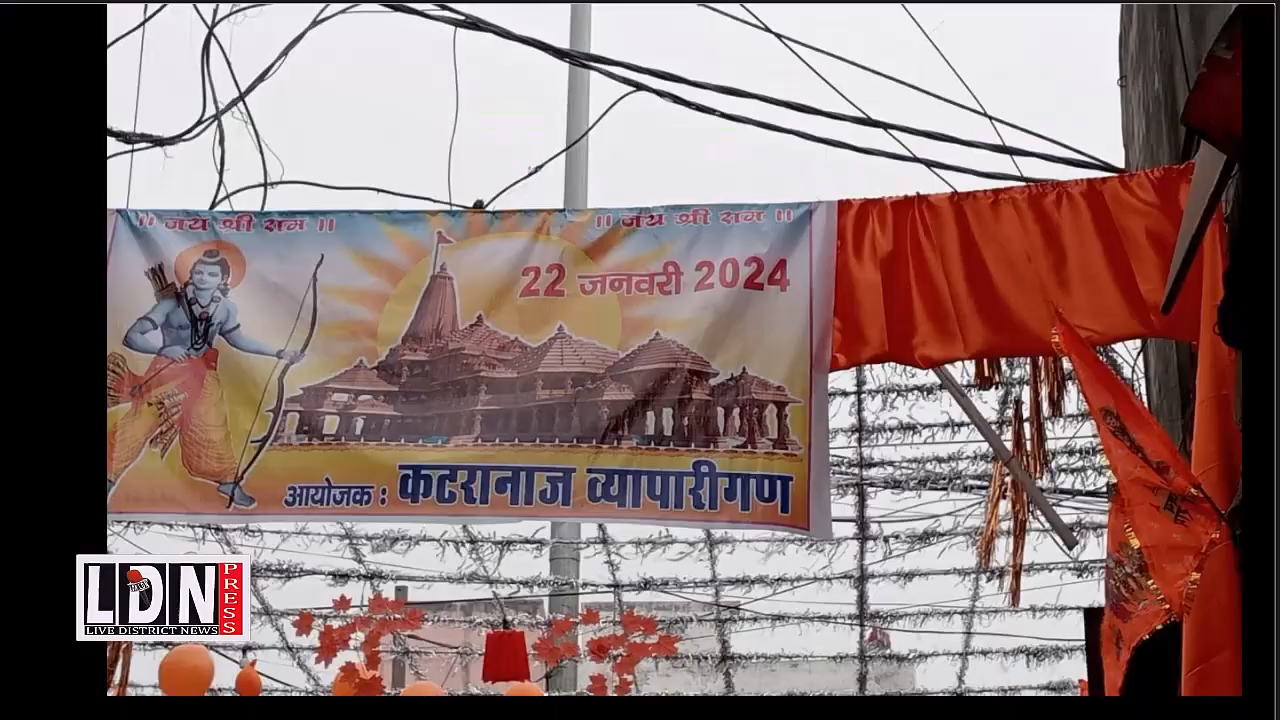 ॥ जय श्री राम ॥ ॥ जय श्री राम ॥
22 जनवरी 2024
आयोजक : कटरानाज व्यापारीगण
LDN PRESS
LIVE DISTRICT NEWS